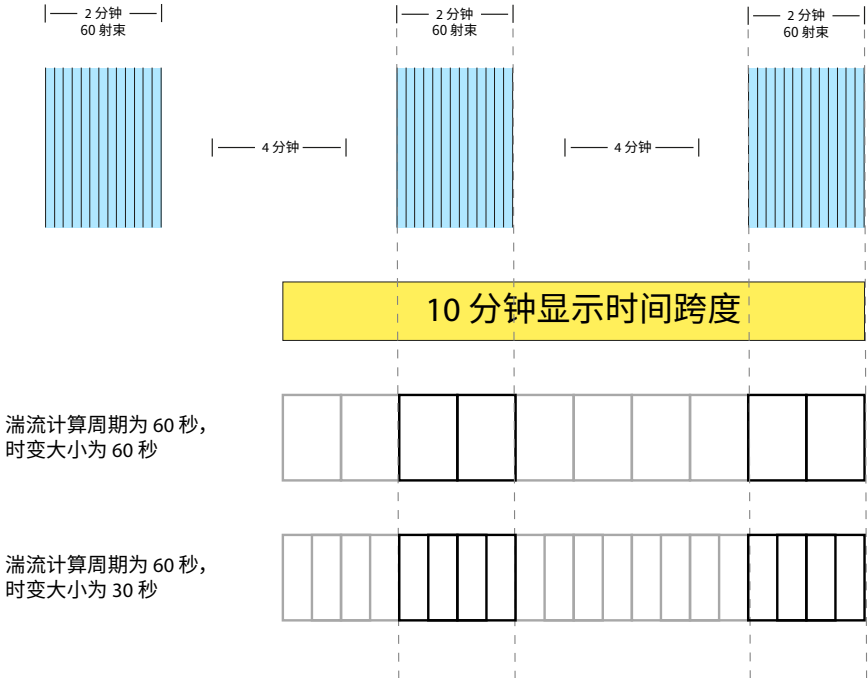 2 分钟
60 射束
2 分钟
60 射束
2 分钟
60 射束
4 分钟
4 分钟
10 分钟显示时间跨度
湍流计算周期为 60 秒，
时变大小为 60 秒
湍流计算周期为 60 秒，
时变大小为 30 秒